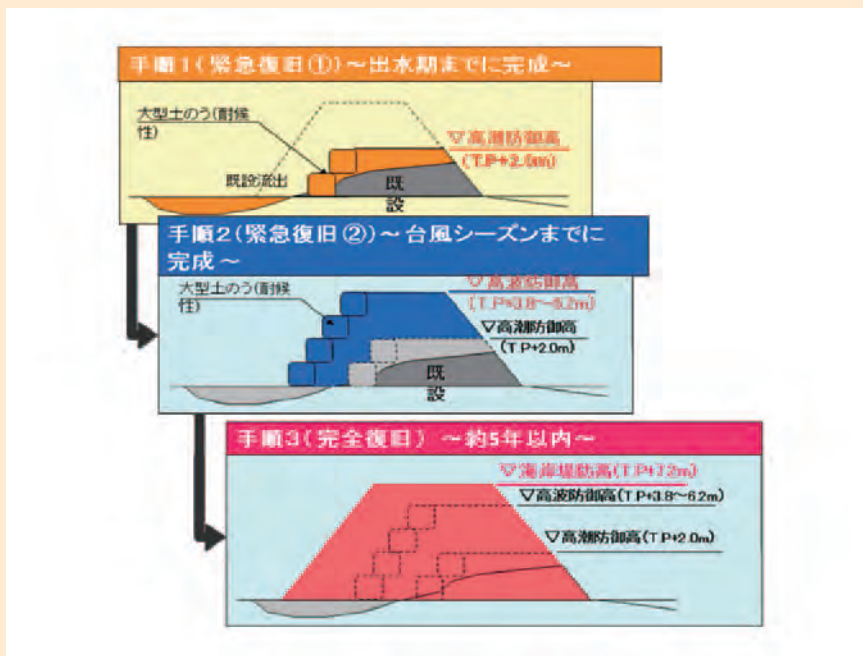 手順1(緊急復旧①)～出水期までに完成～
大型土のう(耐候
性)
▽高潮防御高
(T.P+2.0m)
既設流出
既
設
手順2(緊急復旧②)～台風シーズンまでに
完成～
大型土のう(耐候
性)
▽高波防御高
(T.P+3.8～6.2m)
▽高潮防御高
(T.P+2.0m)
既
設
手順3(完全復旧) ～約5年以内～
▽海岸堤防高(T.P+7.2m)
▽高波防御高(T.P+3.8～6.2m)
▽高潮防御高(T.P+2.0m)